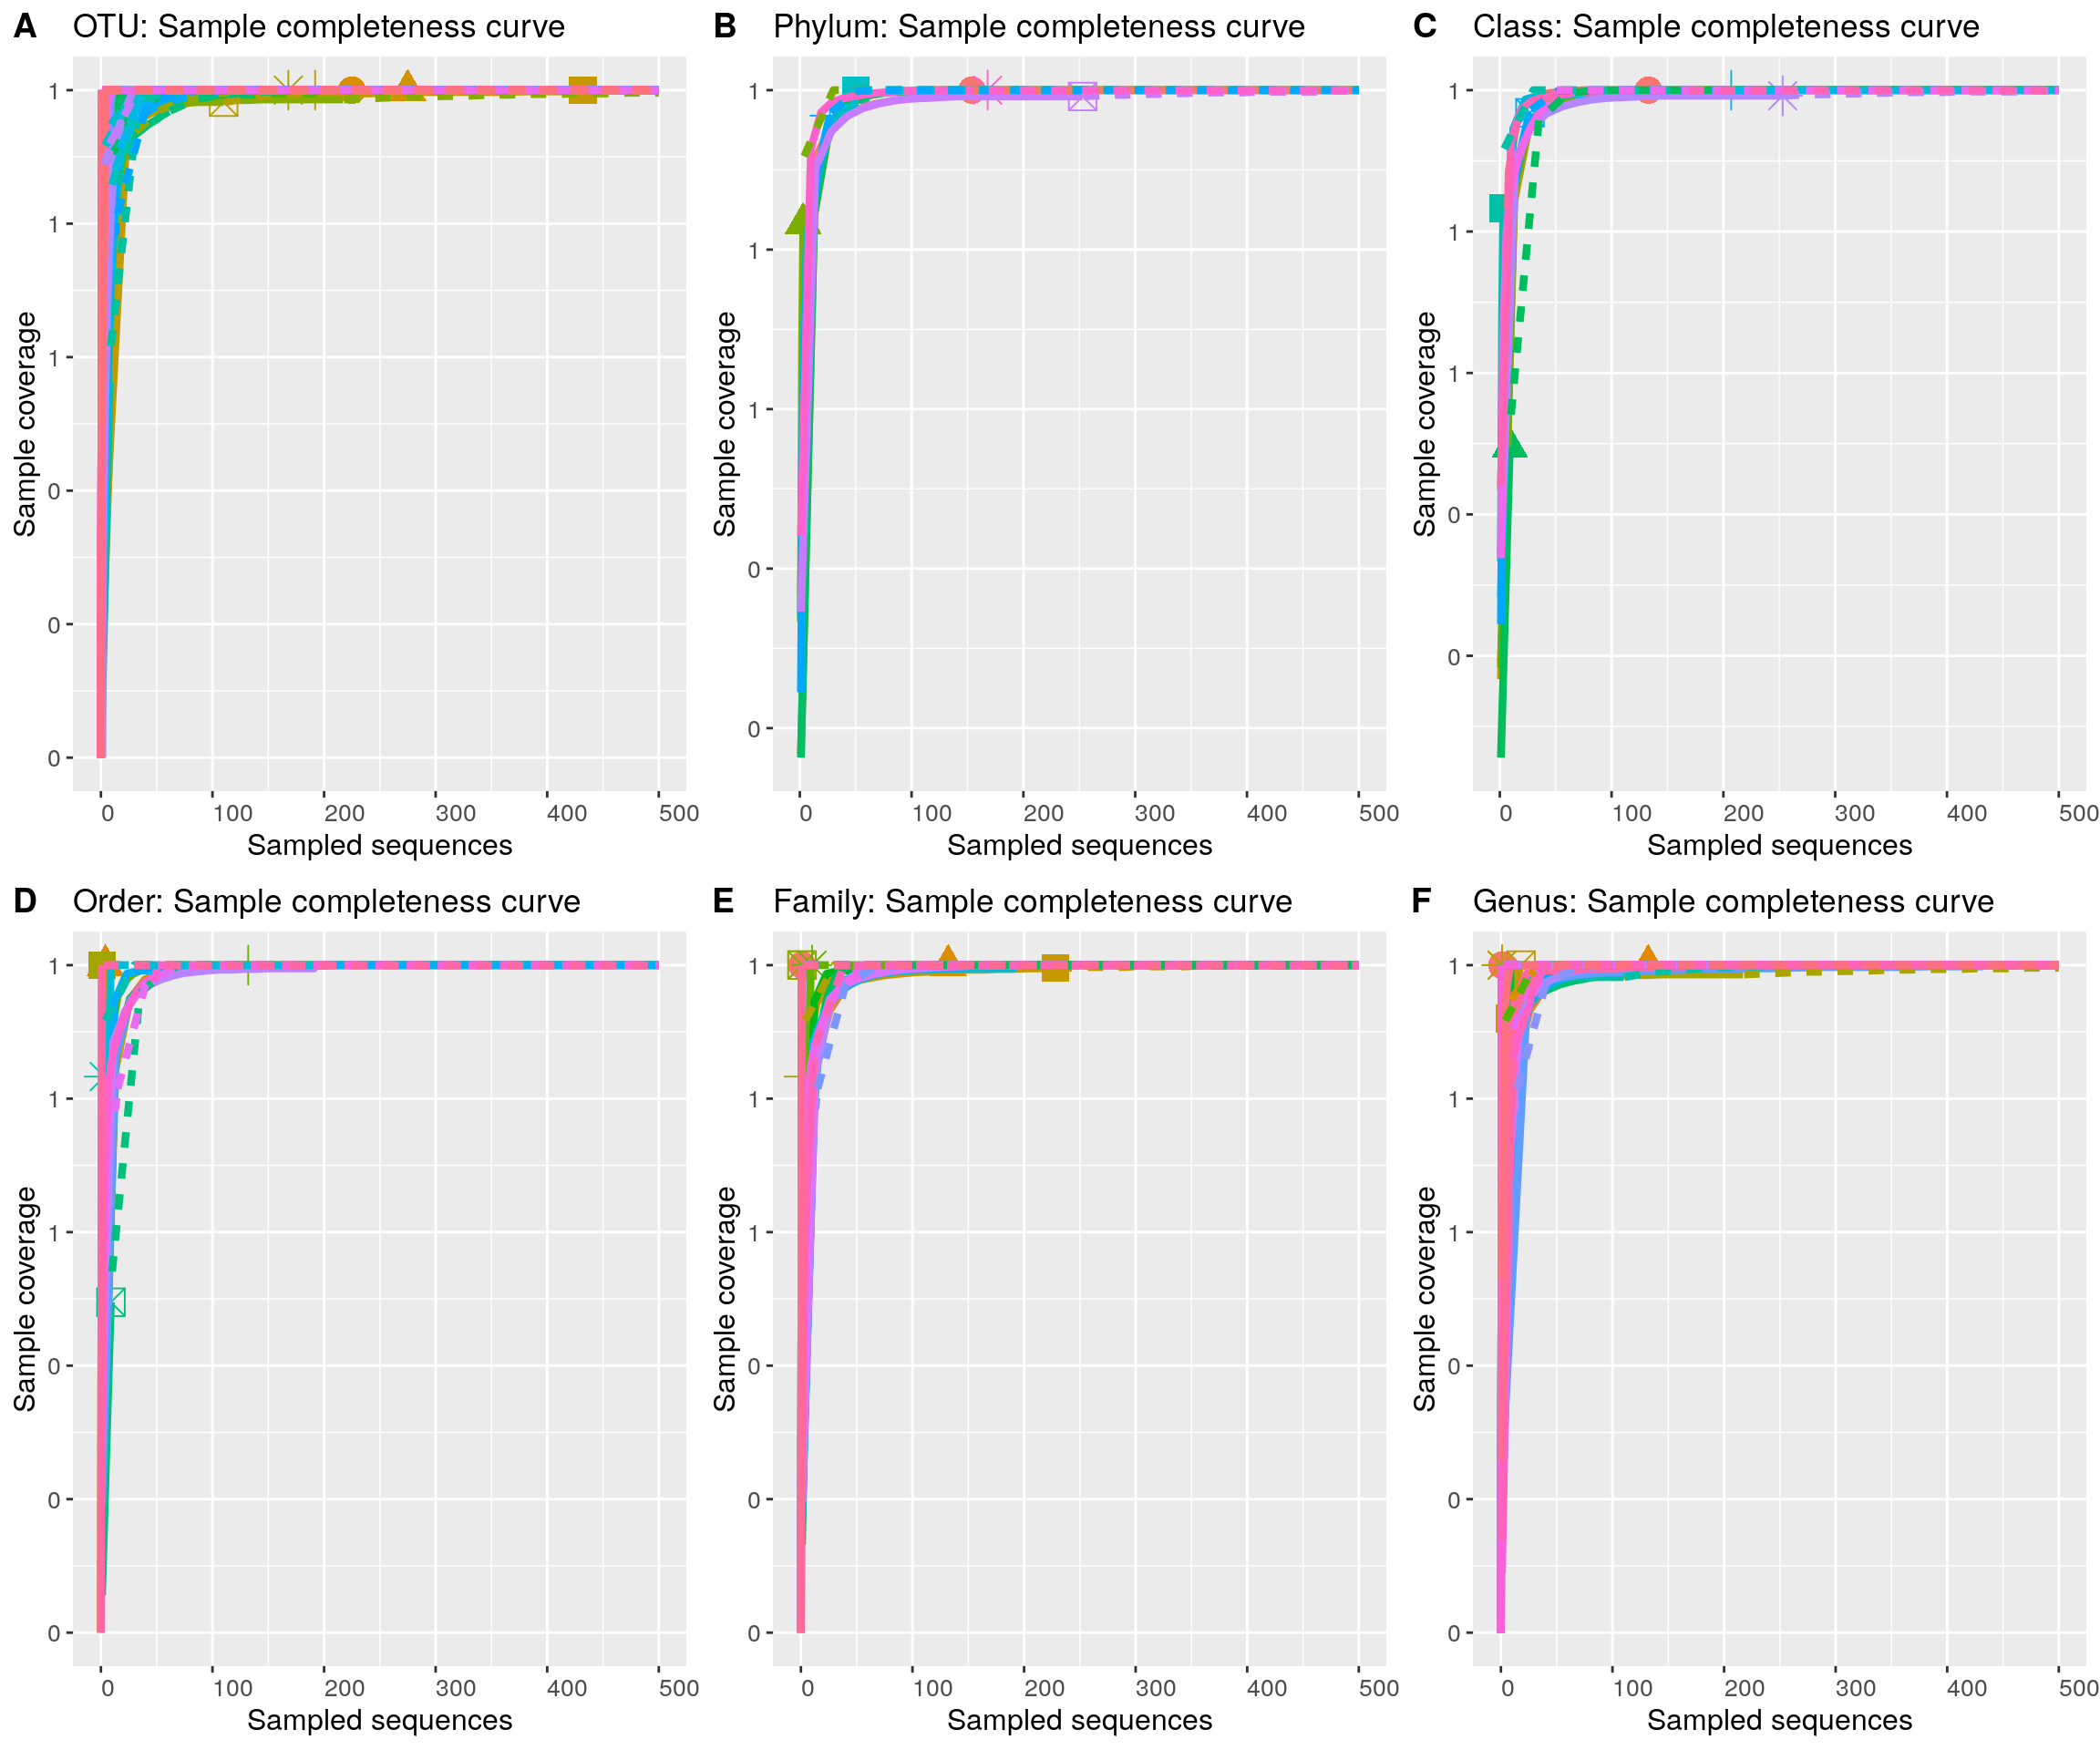 A OTU: Sample completeness curve
Sample coverage
1
1
1
0
0
0
0 100 200 300 400 500
Sampled sequences
B Phylum: Sample completeness curve
Sample coverage
1
1
1
0
0
0 100 200 300 400 500
Sampled sequences
C Class: Sample completeness curve
Sample coverage
1
1
1
0
0
0 100 200 300 400 500
Sampled sequences
D Order: Sample completeness curve
Sample coverage
1
1
1
0
0
0
0 100 200 300 400 500
Sampled sequences
E Family: Sample completeness curve
Sample coverage
1
1
1
0
0
0
0 100 200 300 400 500
Sampled sequences
F Genus: Sample completeness curve
Sample coverage
1
1
1
0
0
0
0 100 200 300 400 500
Sampled sequences